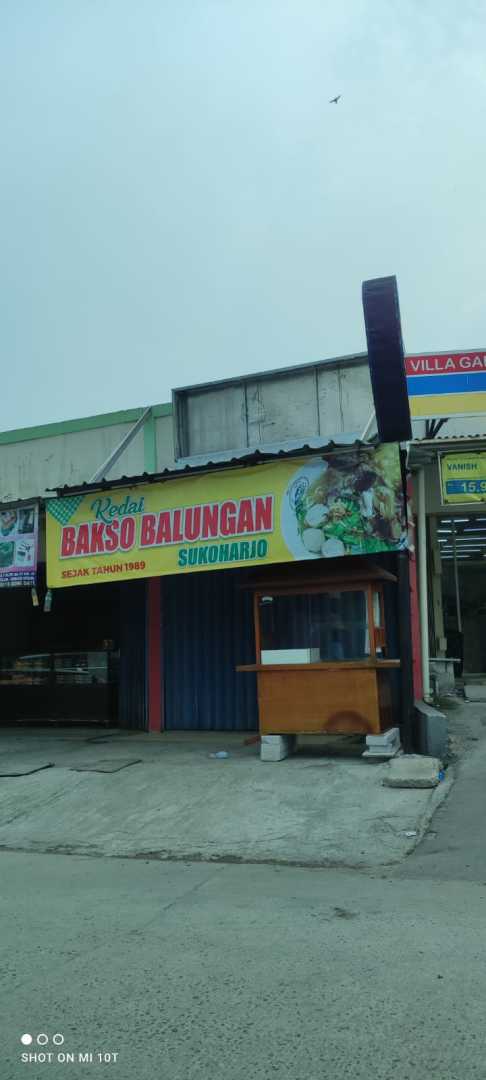 VILLA GA
VANISH
15.9
Kedai
BAKSO BALUNGAN
SUKOHARJO
SEJAK TAHUN 1989
SHOT ON MI 10T